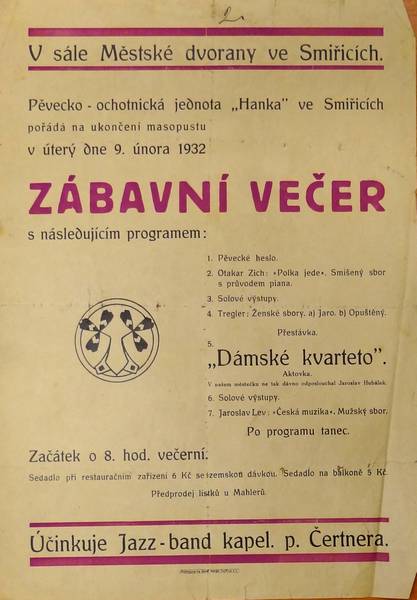 2.
V sále Městské dvorany ve Smiřicích.
Pěvecko - ochotnická jednota „Hanka" ve Smiřicích
pořádá na ukončení masopustu
v úterý dne 9. února 1932
ZÁBAVNÍ VEČER
s následujícím programem:
1. Pěvecké heslo.
2. Otakar Zich: »Polka jede«. Smíšený sbor
s průvodem piana.
3. Solové výstupy.
4. Tregler: Ženské sbory. a) Jaro. b) Opuštěný.
Přestávka.
5.
„Dámské kvarteto".
Aktovka.
V našem městečku ne tak dávno odposlouchal Jaroslav Hubálek.
6. Solové výstupy.
7. Jaroslav Lev: »Česká muzika«. Mužský sbor.
Po programu tanec.
Začátek o 8. hod. večerní.
Sedadlo při restauračním zařízení 6 Kč se zemskou dávkou. Sedadlo na balkoně 5 Kč.
Předprodej lístků u Mahlerů.
Účinkuje Jazz - band kapel. p. Čertnera.